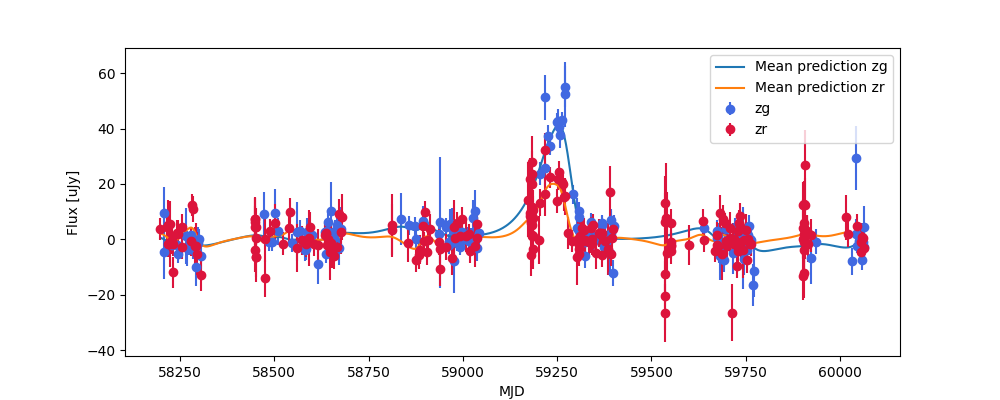 Flux [uJy]
60
40
20
0
−20
−40
58250
58500
58750
59000
59250
59500
59750
60000
MJD
Mean prediction zg
Mean prediction zr
zg
zr